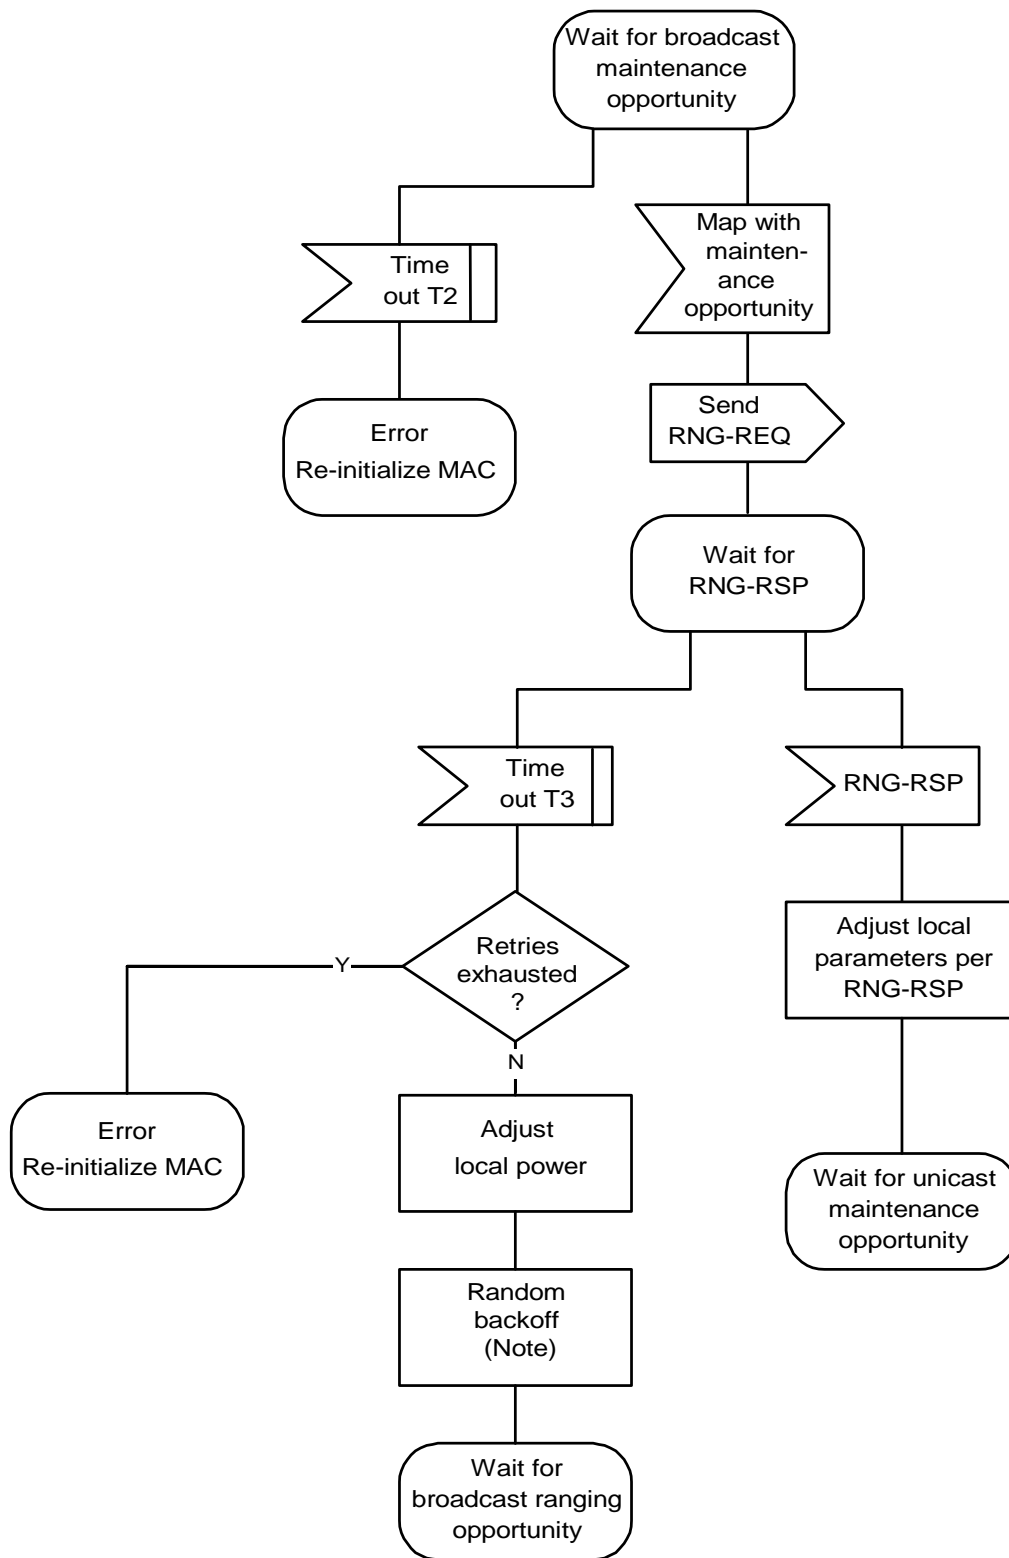 Wait for broadcast
maintenance
opportunity
Time
out T2
Map with
mainten-
ance
opportunity
Error
Re-initialize MAC
Send
RNG-REQ
Wait for
RNG-RSP
Time
out T3
RNG-RSP
Retries
exhausted
?
Y
N
Adjust local
parameters per
RNG-RSP
Error
Re-initialize MAC
Adjust
local power
Wait for unicast
maintenance
opportunity
Random
backoff
(Note)
Wait for
broadcast ranging
opportunity